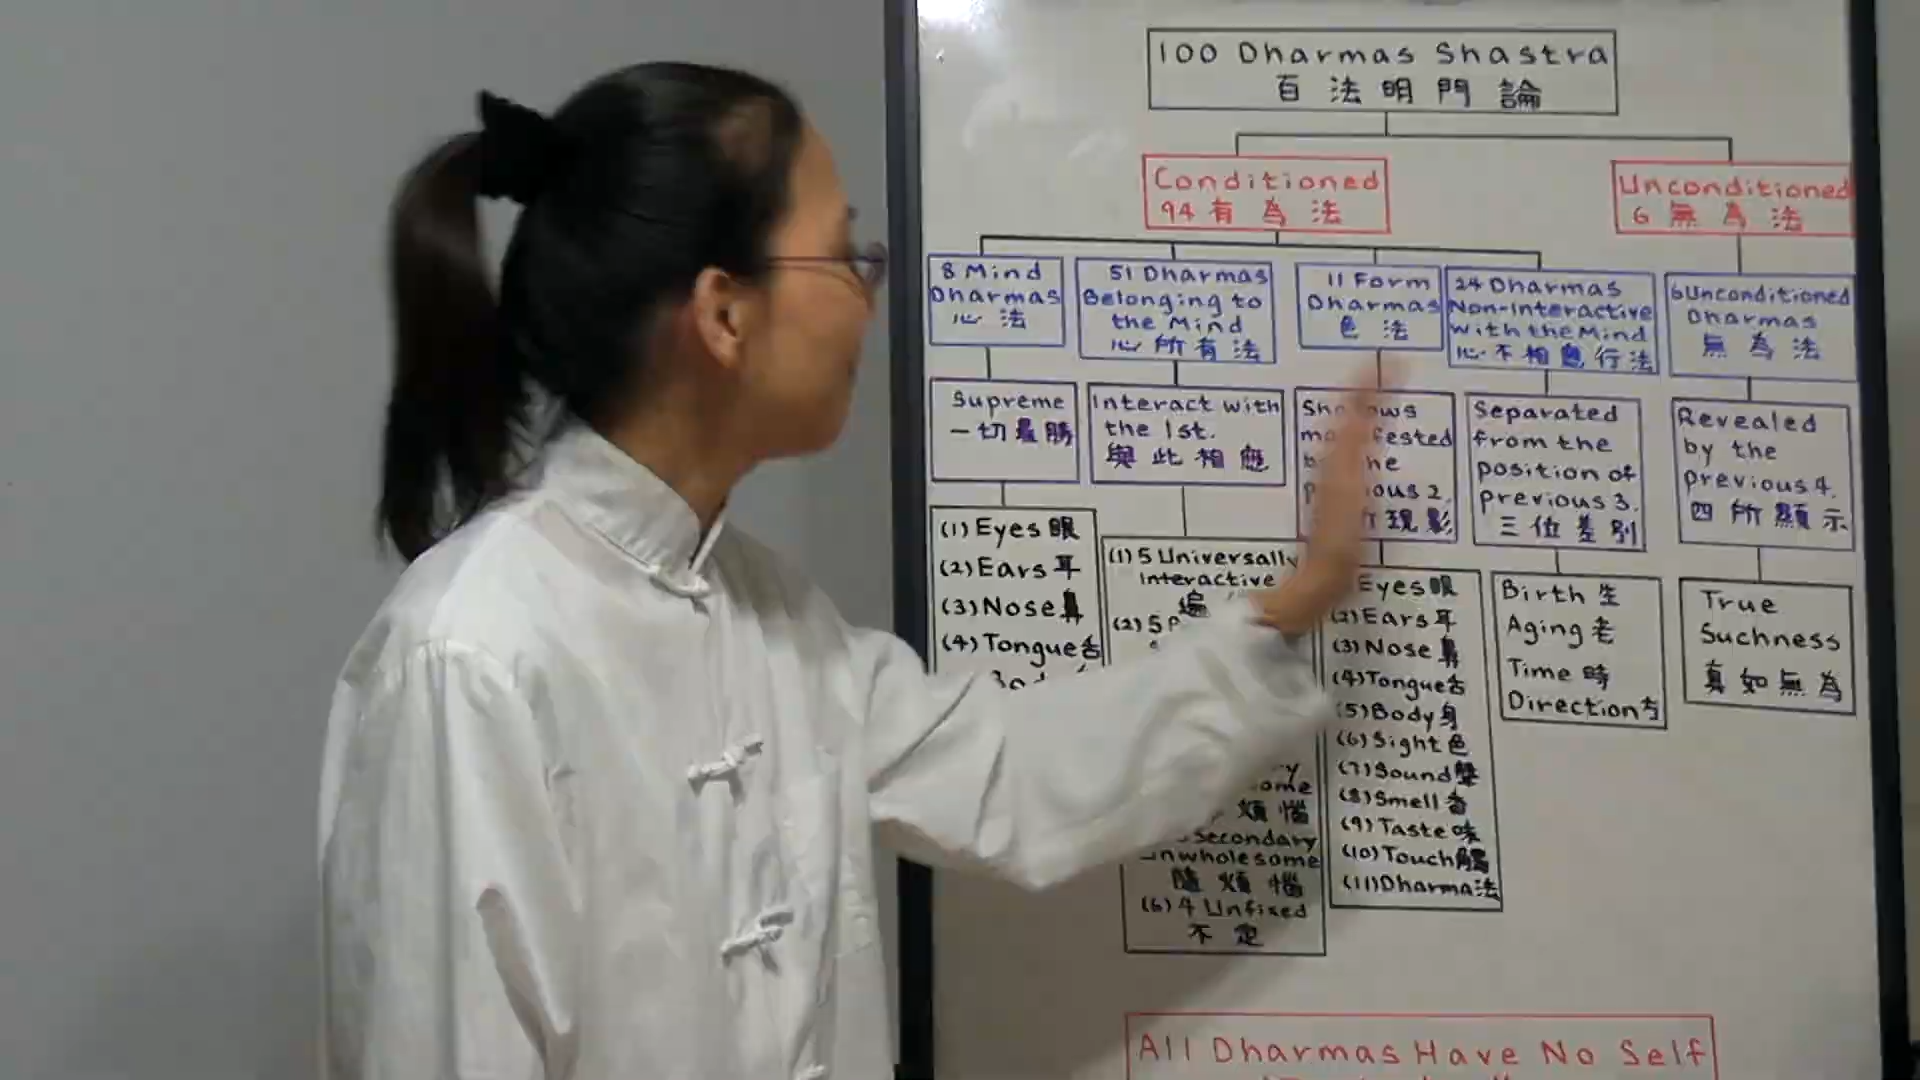 100 Dharmas Shastra
百法明門論
Conditioned
94 有為法
Unconditioned
6 無為法
8 Mind
Dharmas
心法
51 Dharmas
Belonging to
the Mind
心所有法
11 Form
Dharmas
色法
24 Dharmas
Non-Interactive
with the Mind
心不相應行法
6 Unconditioned
Dharmas
無為法
Supreme
一切最勝
Interact with
the 1st.
與此相應
2.
現影
Separated
from the
position of
previous 3.
三位差別
Revealed
by the
previous 4.
四所顯示
(1) Eyes 眼
(2) Ears 耳
(3) Nose 鼻
(4) Tongue 舌
(1) 5 Universally
Interactive
遍
(2) 5
煩惱
Secondary
unwholesome
隨煩惱
(6) 4 Unfixed
不定
Eyes 眼
(2) Ears 耳
(3) Nose 鼻
(4) Tongue 舌
(5) Body 身
(6) Sight 色
(7) Sound 聲
(8) Smell 香
(9) Taste 味
(10) Touch 觸
(11) Dharma 法
Birth 生
Aging 老
Time 時
Direction 方
True
Suchness
真如無為
All Dharmas Have No Self